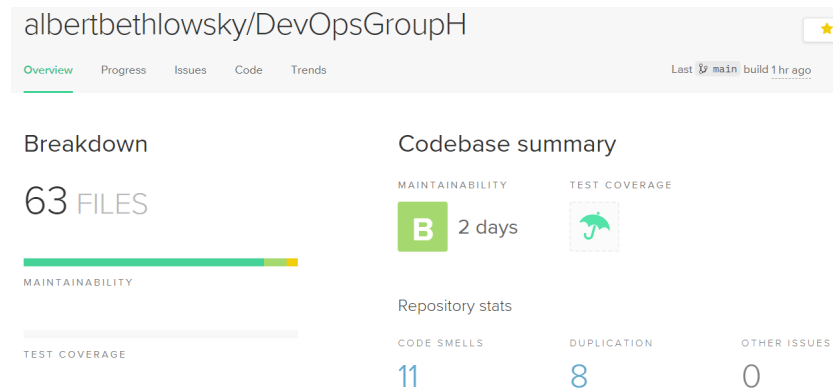 albertbethlowsky/DevOpsGroupH
Overview Progress Issues Code Trends Last main build 1 hr ago
Breakdown
63 FILES
MAINTAINABILITY
TEST COVERAGE
Codebase summary
MAINTAINABILITY TEST COVERAGE
B 2 days
Repository stats
CODE SMELLS DUPLICATION OTHER ISSUES
11 8 0